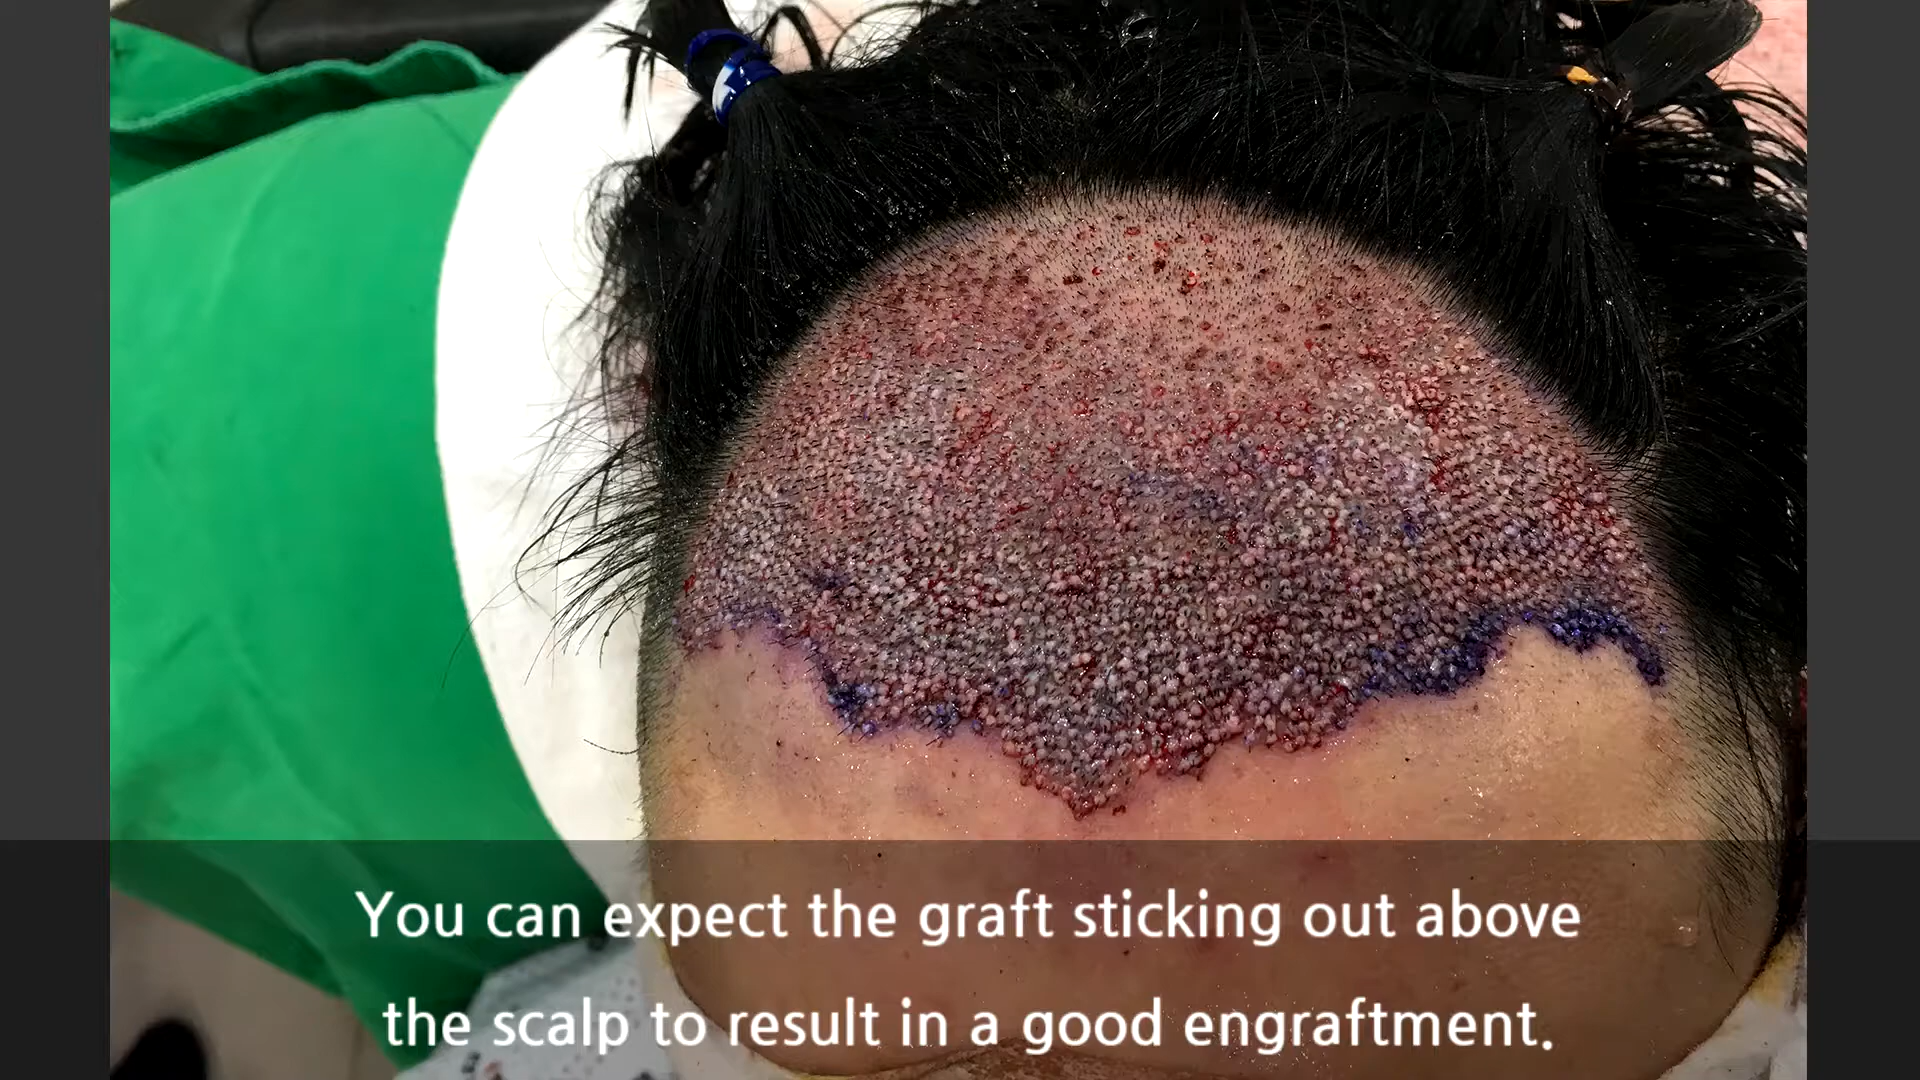 You can expect the graft sticking out above
the scalp to result in a good engraftment.